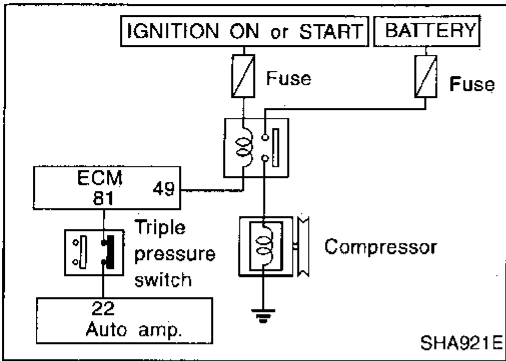 IGNITION ON or START
BATTERY
Fuse
Fuse
ECM
81
49
Triple
pressure
switch
Compressor
22
Auto amp.
SHA921E